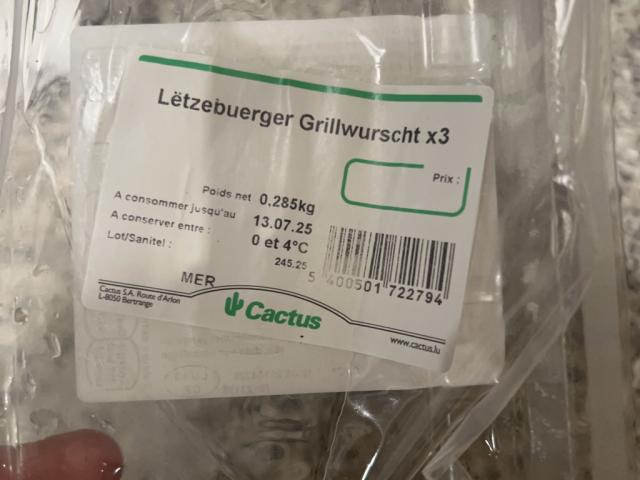 Lëtzebuerger Grillwurscht x3
Prix :
Poids net 0,285kg
A consommer jusqu'au 13.07.25
A conserver entre : 0 et 4°C
Lot/Sanitel : 245.25
MER
5 400501 722794
Cactus S.A. Route d'Arlon
L-8050 Bertrange
Cactus
www.cactus.lu